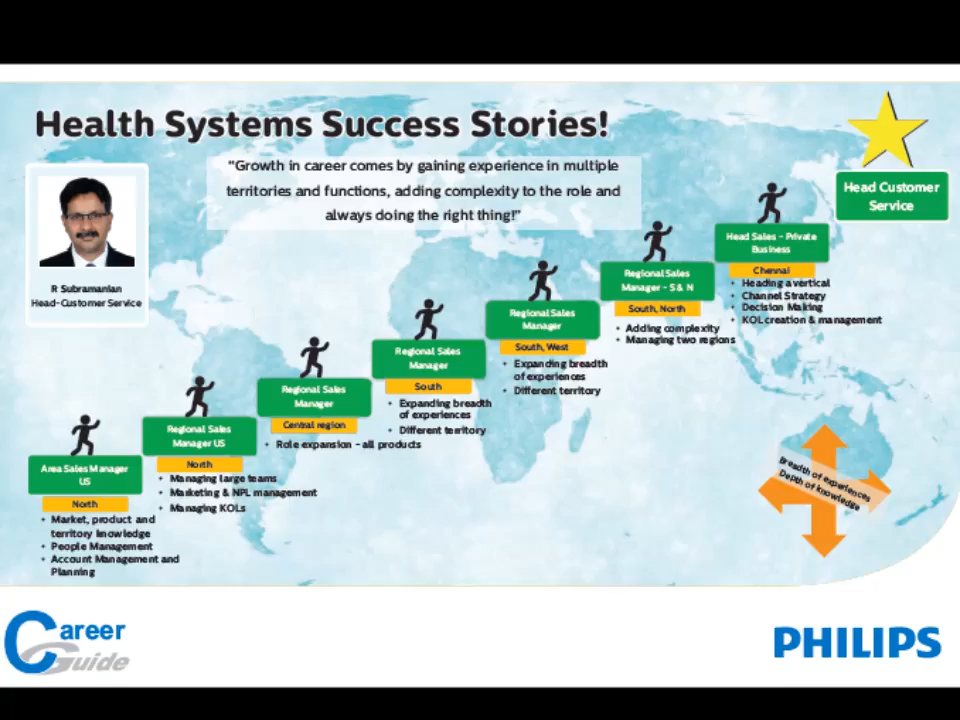 Health Systems Success Stories!
"Growth in career comes by gaining experience in multiple
territories and functions, adding complexity to the role and
always doing the right thing!"
R Subramanian
Head-Customer Service
Head Customer
Service
Head Sales - Private
Business
Chennai
• Heading a vertical
• Channel Strategy
• Decision Making
• KOL creation & management
Regional Sales
Manager - S & N
South, North
• Adding complexity
• Managing two regions
Regional Sales
Manager
South, West
• Expanding breadth
of experiences
• Different territory
Regional Sales
Manager
South
• Expanding breadth
of experiences
• Different territory
Regional Sales
Manager
Central region
• Role expansion - all products
Regional Sales
Manager US
North
• Managing large teams
• Marketing & NPL management
• Managing KOLs
Area Sales Manager
US
North
• Market, product and
territory knowledge
• People Management
• Account Management and
Planning
Breadth of experiences
Depth of knowledge
Career
Guide
PHILIPS